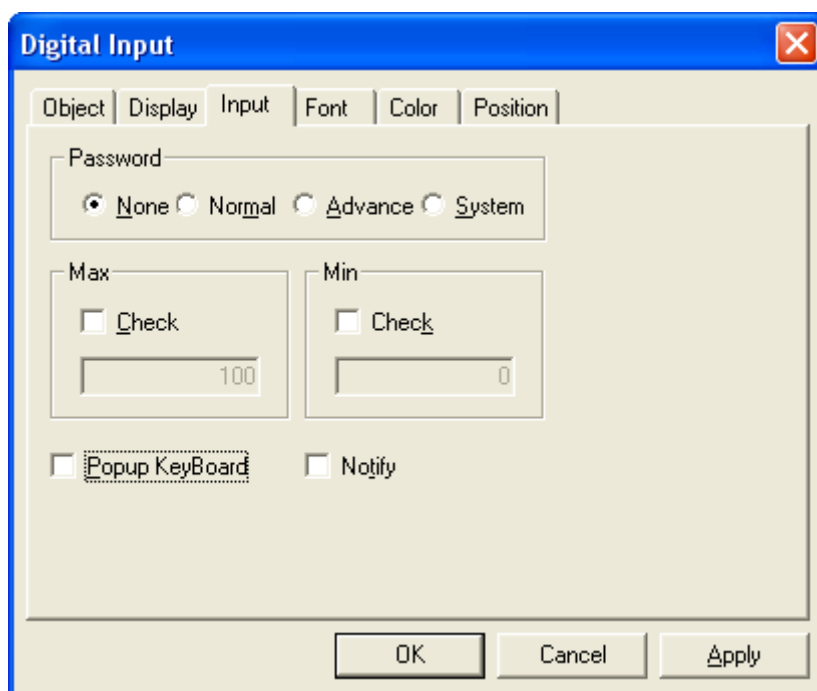 Digital Input
Object Display Input Font Color Position
Password
None Normal Advance System
Max Min
Check Check
100 0
Popup KeyBoard Notify
OK Cancel Apply